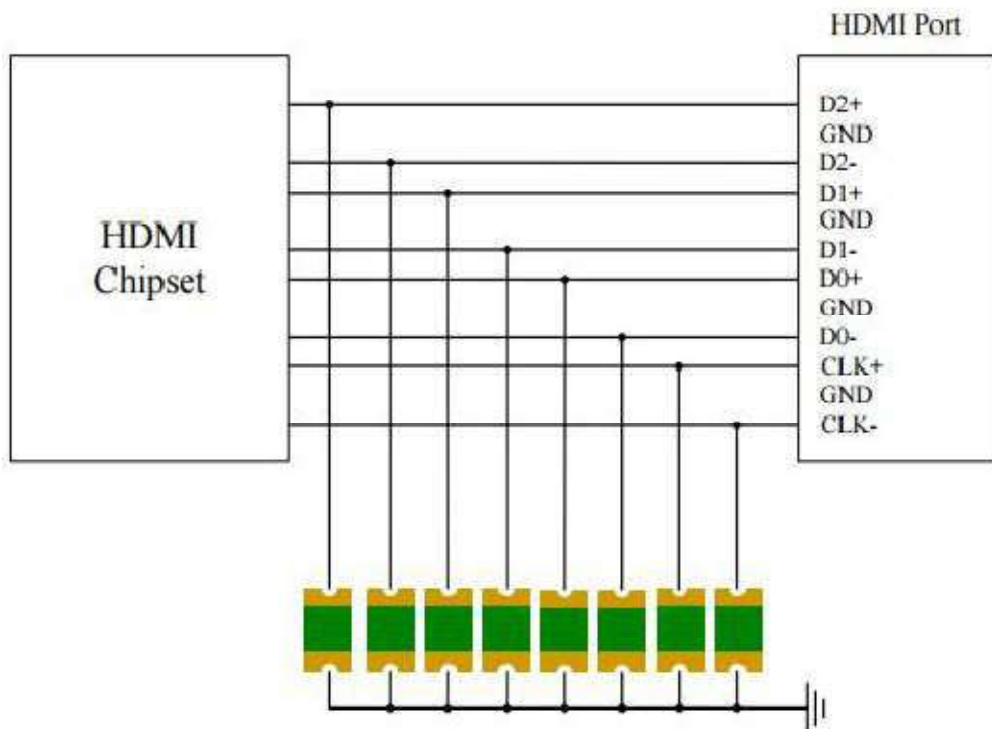 HDMI Port
HDMI
Chipset
D2+
GND
D2-
D1+
GND
D1-
D0+
GND
D0-
CLK+
GND
CLK-